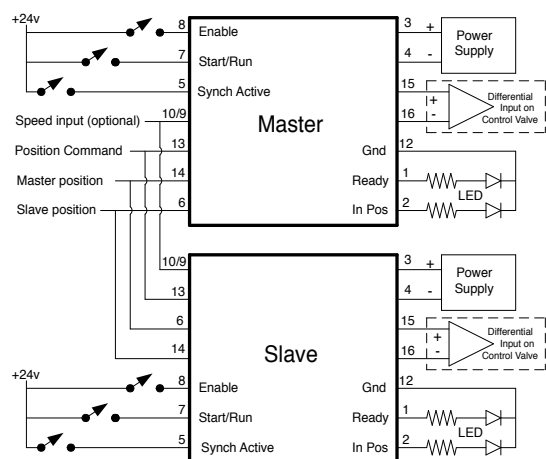 +24v
8 Enable
7 Start/Run
5 Synch Active
Speed input (optional) 10/9
Position Command 13
Master position 14
Slave position 6
Master
3 + Power
4 - Supply
15 + Differential
Input on
16 - Control Valve
Gnd 12
Ready 1
LED
In Pos 2
10/9
13
6
14
Slave
3 + Power
4 - Supply
15 + Differential
Input on
16 - Control Valve
+24v
8 Enable
7 Start/Run
5 Synch Active
Gnd 12
Ready 1
LED
In Pos 2